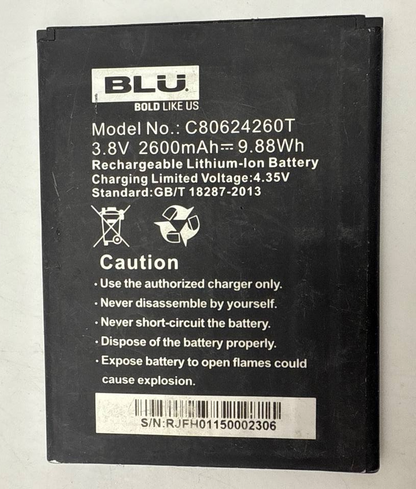 BLU.
BOLD LIKE US
Model No.: C80624260T
3.8V 2600mAh⎓9.88Wh
Rechargeable Lithium-Ion Battery
Charging Limited Voltage:4.35V
Standard:GB/T 18287-2013
Caution
· Use the authorized charger only.
· Never disassemble by yourself.
· Never short-circuit the battery.
· Dispose of the battery properly.
· Expose battery to open flames could
cause explosion.
S/N:RJFH01150002306